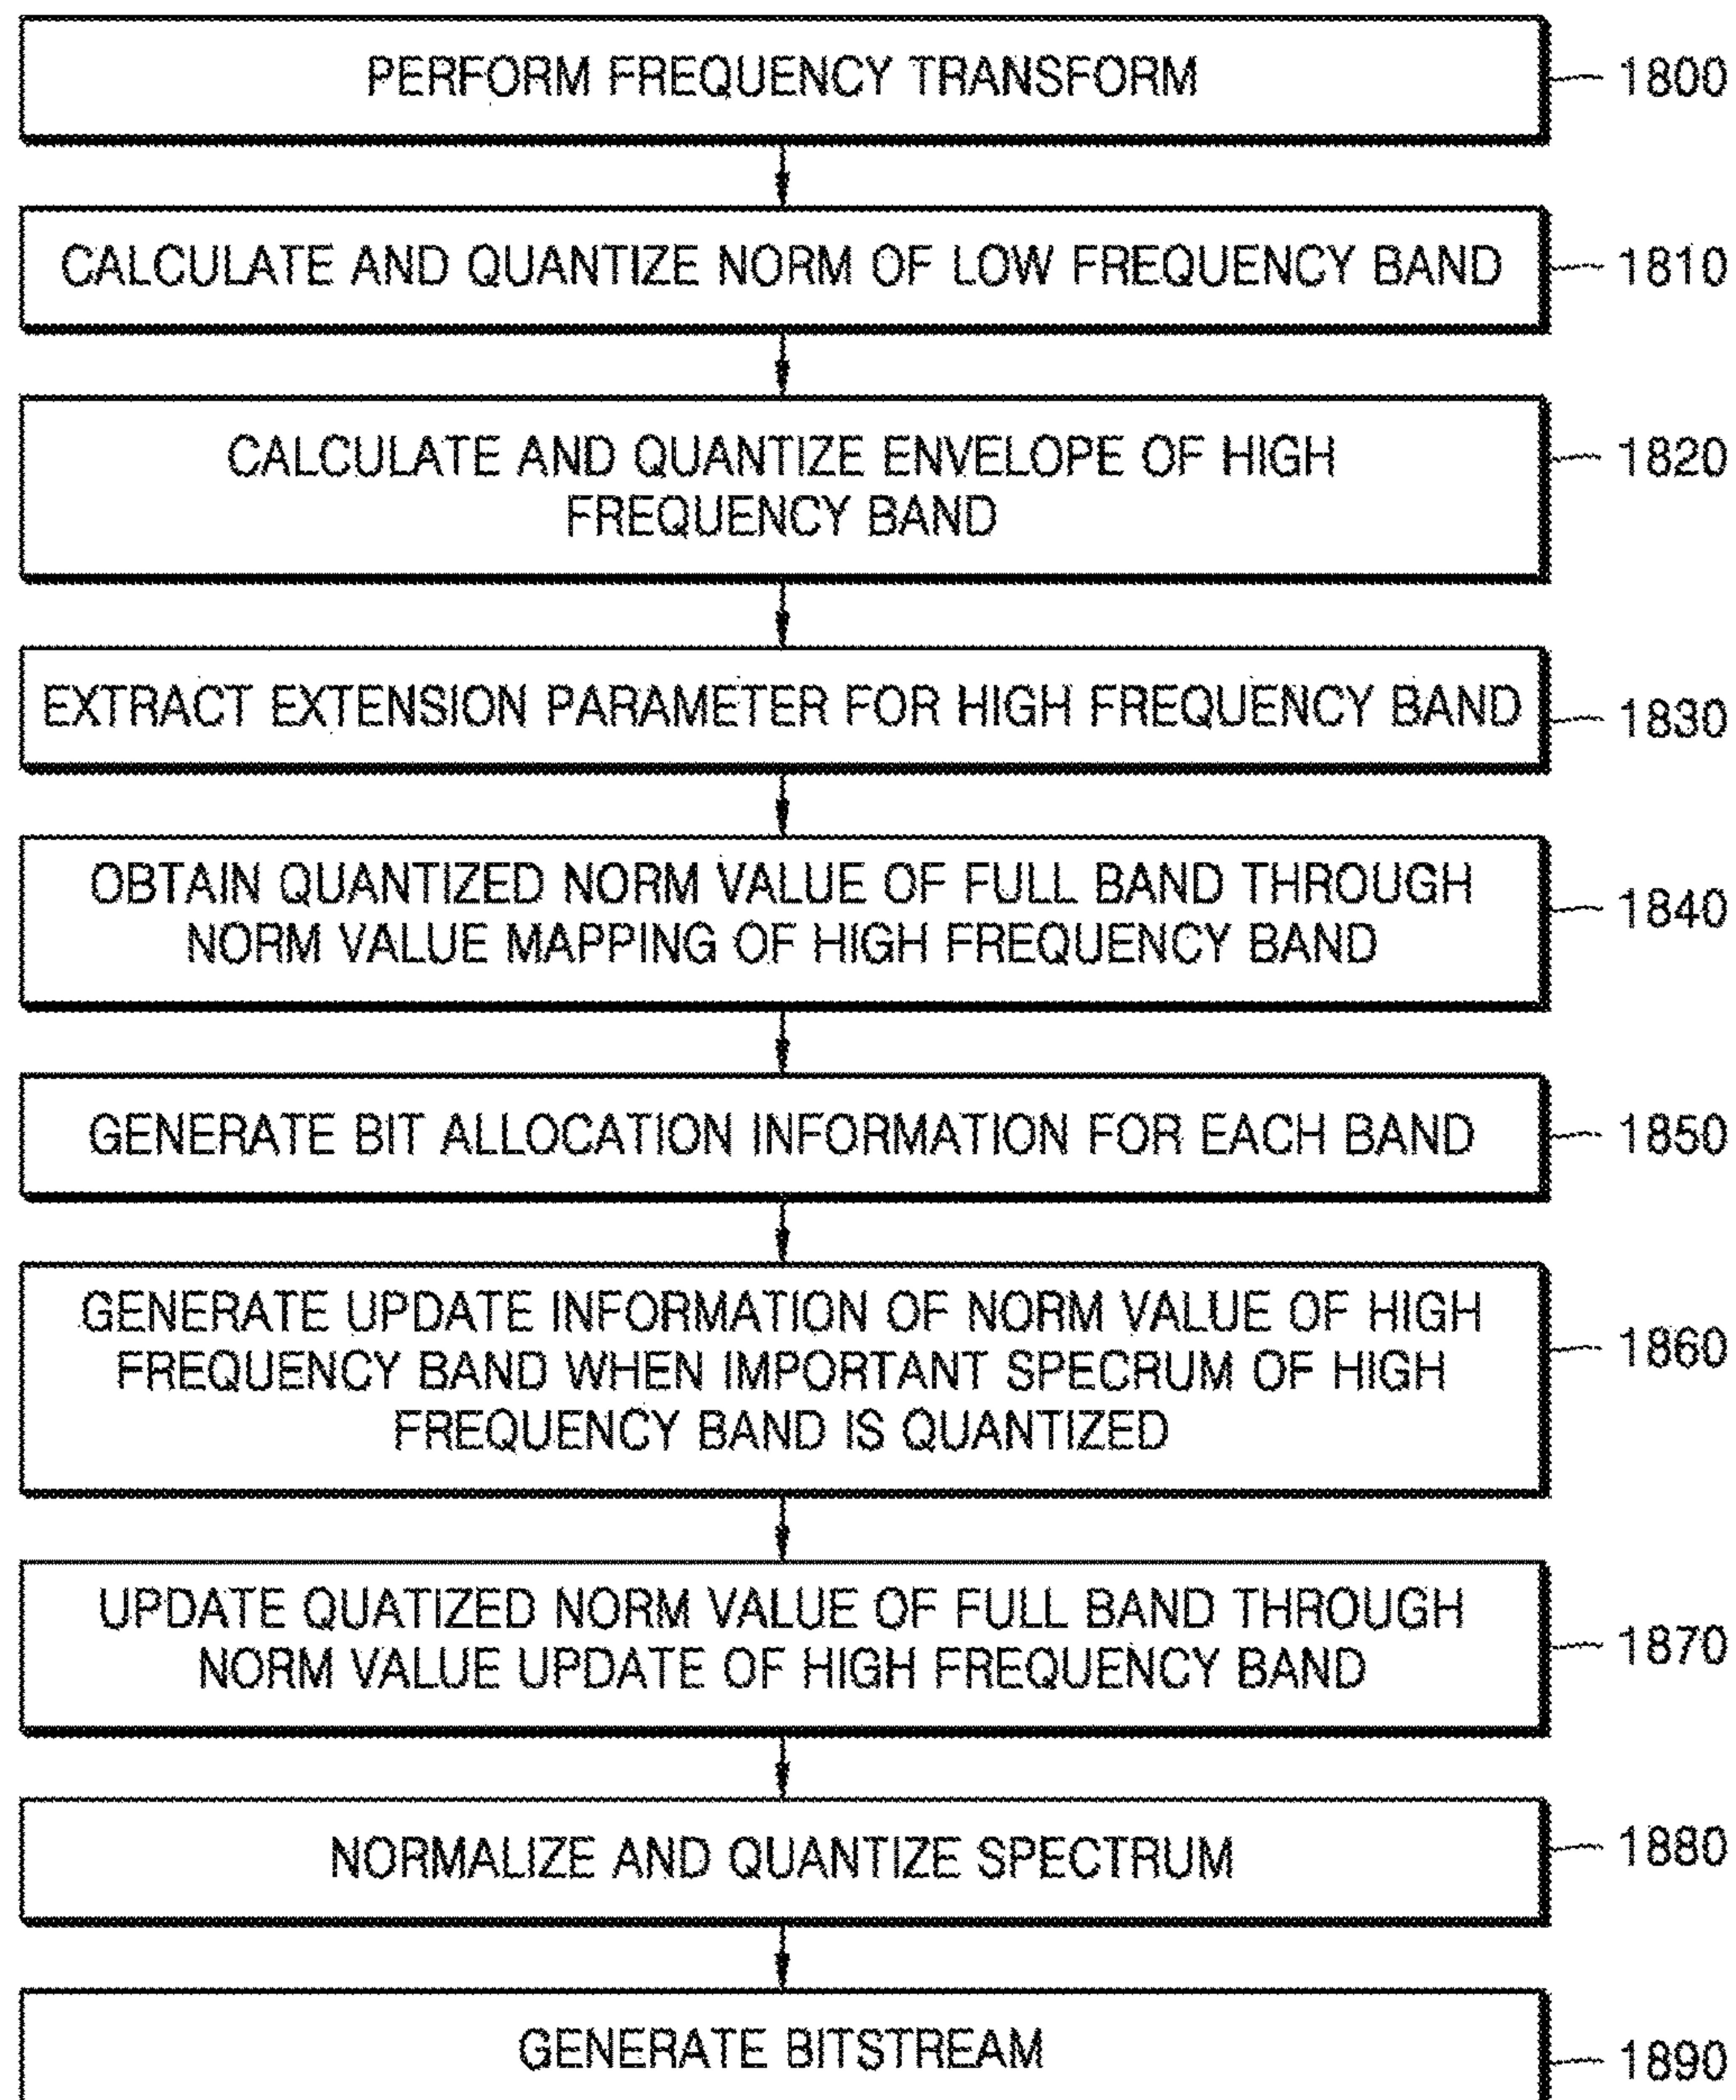 PERFORM FREQUENCY TRANSFORM
1800
CALCULATE AND QUANTIZE NORM OF LOW FREQUENCY BAND
1810
CALCULATE AND QUANTIZE ENVELOPE OF HIGH
FREQUENCY BAND
1820
EXTRACT EXTENSION PARAMETER FOR HIGH FREQUENCY BAND
1830
OBTAIN QUANTIZED NORM VALUE OF FULL BAND THROUGH
NORM VALUE MAPPING OF HIGH FREQUENCY BAND
1840
GENERATE BIT ALLOCATION INFORMATION FOR EACH BAND
1850
GENERATE UPDATE INFORMATION OF NORM VALUE OF HIGH
FREQUENCY BAND WHEN IMPORTANT SPECRUM OF HIGH
FREQUENCY BAND IS QUANTIZED
1860
UPDATE QUATIZED NORM VALUE OF FULL BAND THROUGH
NORM VALUE UPDATE OF HIGH FREQUENCY BAND
1870
NORMALIZE AND QUANTIZE SPECTRUM
1880
GENERATE BITSTREAM
1890